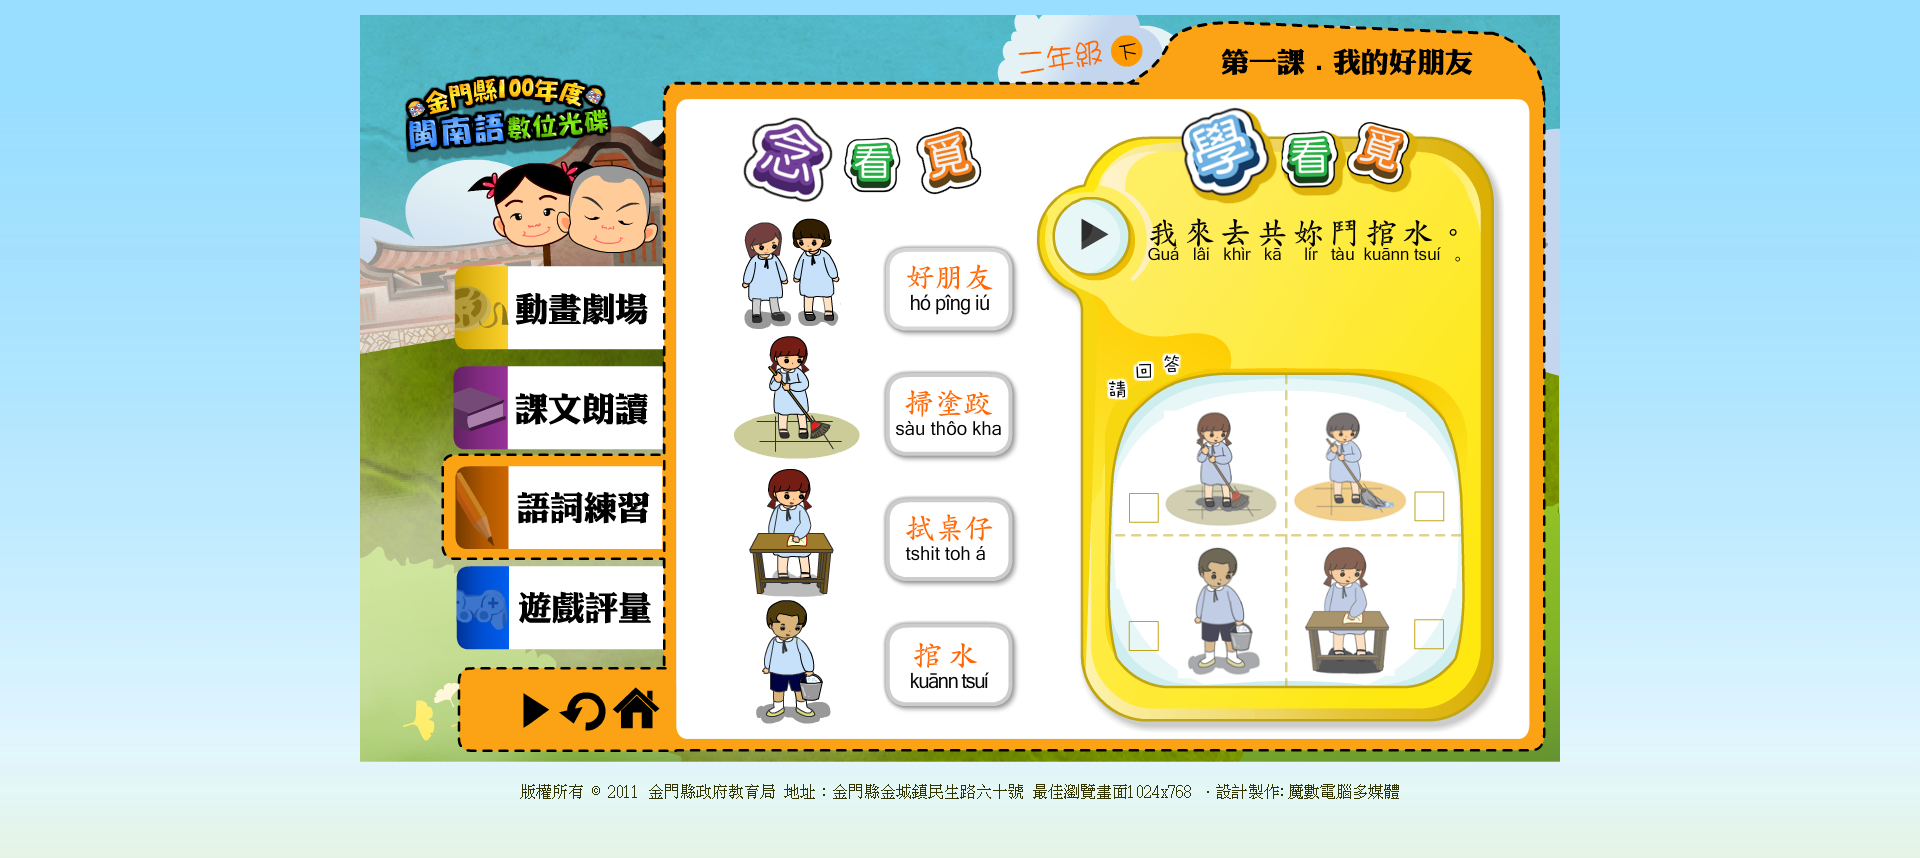 二年級 下
第一課．我的好朋友
金門縣100年度
閩南語數位光碟
動畫劇場
課文朗讀
語詞練習
遊戲評量
念看覓
好朋友
hó pîng iú
掃塗跤
sàu thôo kha
拭桌仔
tshit toh á
捾水
kuānn tsuí
學看覓
我來去共妳鬥捾水。
Guá lâi khìr kā lír tàu kuānn tsuí 。
請回答
版權所有 © 2011 金門縣政府教育局 地址：金門縣金城鎮民生路六十號 最佳瀏覽畫面1024x768 ．設計製作: 魔數電腦多媒體